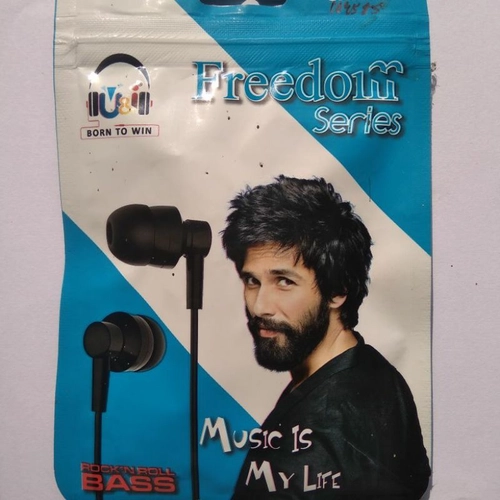 U&i
BORN TO WIN
Freedom
Series
MUSIC IS
MY LIFE
ROCK'N ROLL
BASS